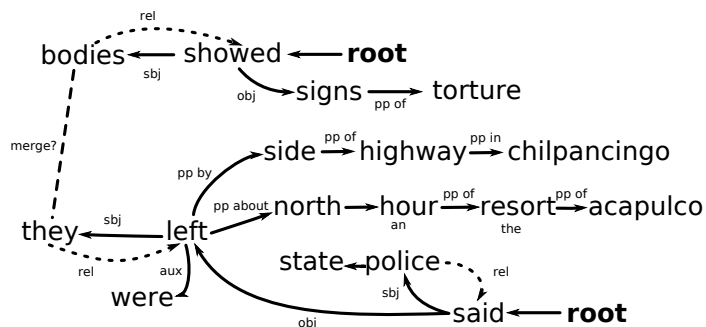 rel
bodies showed root
sbj
obj signs torture
pp of
merge? side pp of highway pp in chilpancingo
pp by
they sbj left pp about north hour pp of resort pp of acapulco
an the
rel aux state police rel
were sbj
said root
obj